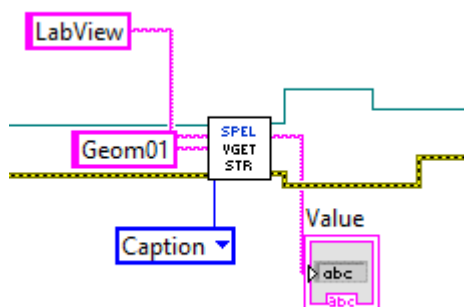 LabView
Geom01
SPEL
VGET
STR
Caption
Value
abc
abc